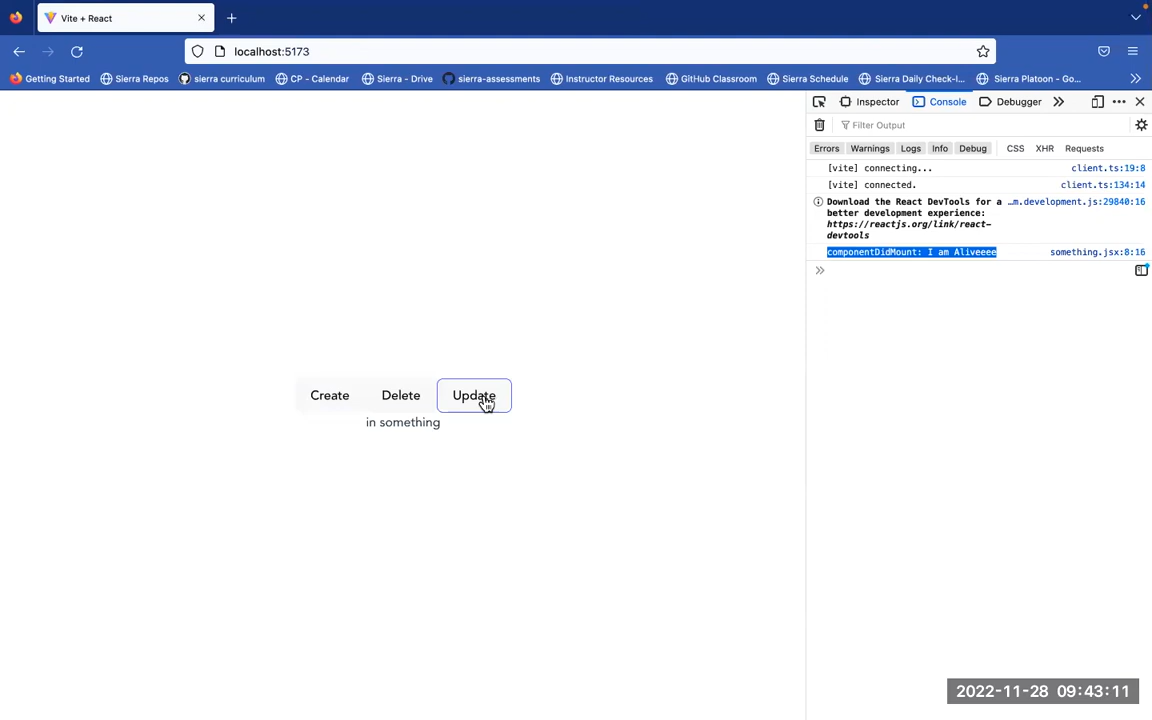 Vite + React
localhost:5173
Getting Started
Sierra Repos
sierra curriculum
CP - Calendar
Sierra - Drive
sierra-assessments
Instructor Resources
GitHub Classroom
Sierra Schedule
Sierra Daily Check-I...
Sierra Platoon - Go...
Inspector
Console
Debugger
Filter Output
Errors
Warnings
Logs
Info
Debug
CSS
XHR
Requests
[vite] connecting... client.ts:19:8
[vite] connected. client.ts:134:14
Download the React DevTools for a …m.development.js:29840:16
better development experience:
https://reactjs.org/link/react-
devtools
componentDidMount: I am Aliveeee something.jsx:8:16
Create
Delete
Update
in something
2022-11-28 09:43:11